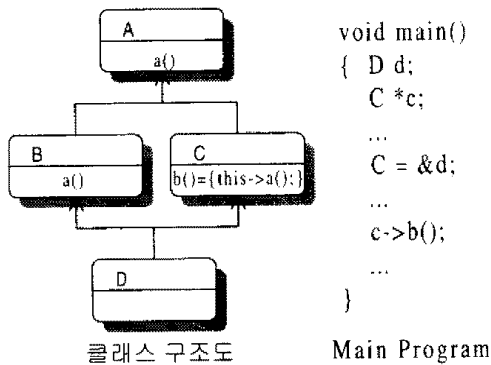 A
a()
B
a()
C
b()={this->a();}
D
클래스 구조도
void main()
{ D d;
C *c;
...
C = &d;
...
c->b();
...
}
Main Program